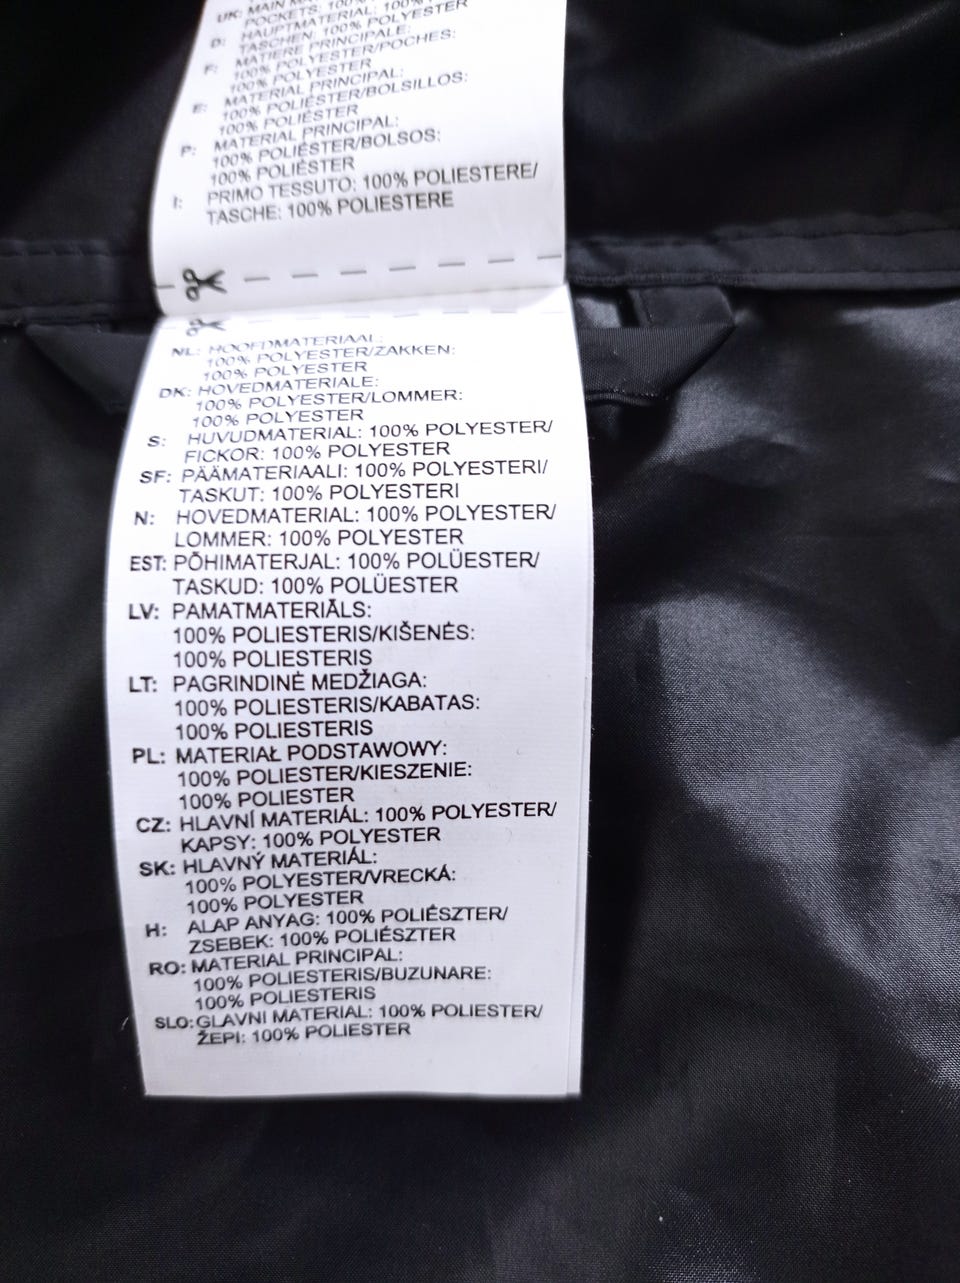 UK: MAIN
POCKETS: 100%
D: HAUPTMATERIAL: 100%
TASCHEN: 100% POLYESTER
F: MATIERE PRINCIPALE:
100% POLYESTER/POCHES:
100% POLYESTER
E: MATERIAL PRINCIPAL:
100% POLIÉSTER/BOLSILLOS:
100% POLIÉSTER
P: MATERIAL PRINCIPAL:
100% POLIÉSTER/BOLSOS:
100% POLIÉSTER
I: PRIMO TESSUTO: 100% POLIESTERE/
TASCHE: 100% POLIESTERE
NL: HOOFDMATERIAAL:
100% POLYESTER/ZAKKEN:
100% POLYESTER
DK: HOVEDMATERIALE:
100% POLYESTER/LOMMER:
100% POLYESTER
S: HUVUDMATERIAL: 100% POLYESTER/
FICKOR: 100% POLYESTER
SF: PÄÄMATERIAALI: 100% POLYESTERI/
TASKUT: 100% POLYESTERI
N: HOVEDMATERIAL: 100% POLYESTER/
LOMMER: 100% POLYESTER
EST: PÕHIMATERJAL: 100% POLÜESTER/
TASKUD: 100% POLÜESTER
LV: PAMATMATERIĀLS:
100% POLIESTERIS/KIŠENĖS:
100% POLIESTERIS
LT: PAGRINDINĖ MEDŽIAGA:
100% POLIESTERIS/KABATAS:
100% POLIESTERIS
PL: MATERIAŁ PODSTAWOWY:
100% POLIESTER/KIESZENIE:
100% POLIESTER
CZ: HLAVNÍ MATERIÁL: 100% POLYESTER/
KAPSY: 100% POLYESTER
SK: HLAVNÝ MATERIÁL:
100% POLYESTER/VRECKÁ:
100% POLYESTER
H: ALAP ANYAG: 100% POLIÉSZTER/
ZSEBEK: 100% POLIÉSZTER
RO: MATERIAL PRINCIPAL:
100% POLIESTERIS/BUZUNARE:
100% POLIESTERIS
SLO: GLAVNI MATERIAL: 100% POLIESTER/
ŽEPI: 100% POLIESTER